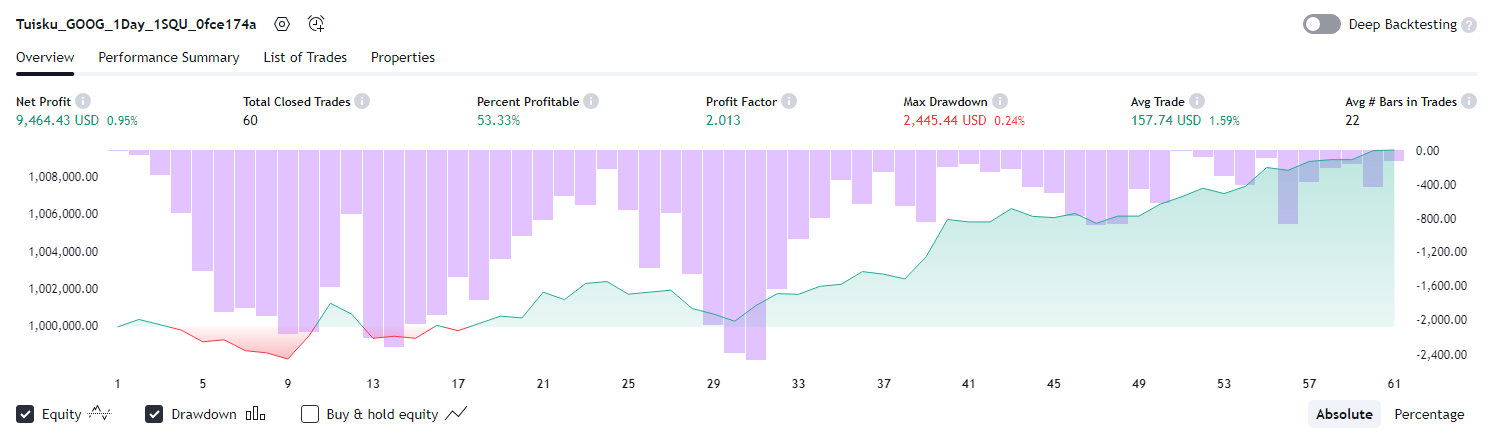 Tuisku_GOOG_1Day_1SQU_0fce174a Deep Backtesting ?
Overview Performance Summary List of Trades Properties
Net Profit i Total Closed Trades i Percent Profitable i Profit Factor i Max Drawdown i Avg Trade i Avg # Bars in Trades i
9,464.43 USD 0.95% 60 53.33% 2.013 2,445.44 USD 0.24% 157.74 USD 1.59% 22
0.00
1,008,000.00
-400.00
1,006,000.00
-800.00
1,004,000.00
-1,200.00
1,002,000.00
-1,600.00
1,000,000.00
-2,000.00
-2,400.00
1 5 9 13 17 21 25 29 33 37 41 45 49 53 57 61
Equity Drawdown Buy & hold equity Absolute Percentage